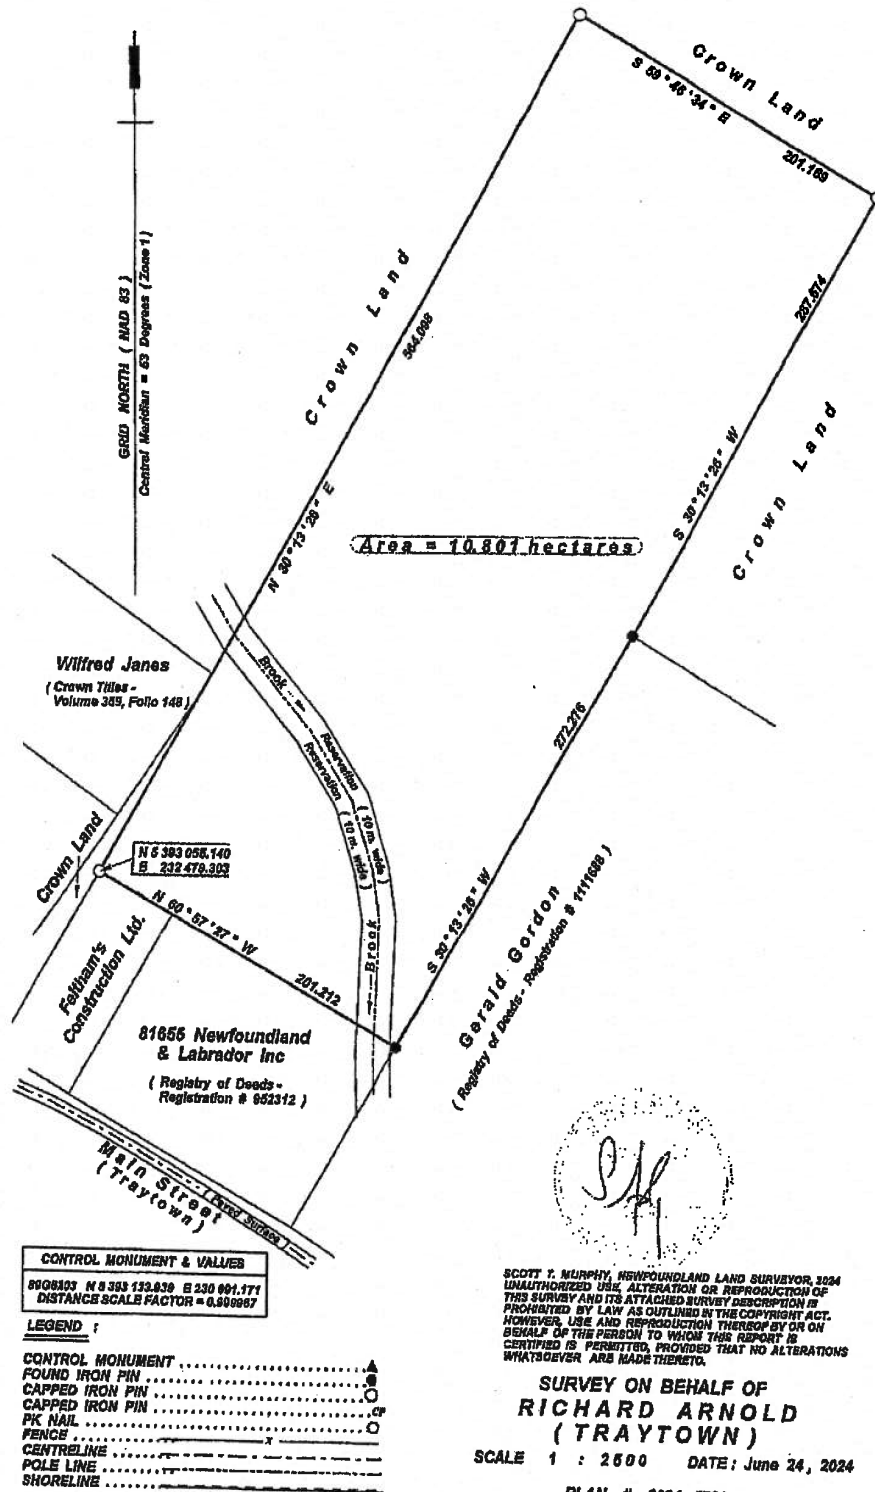 Crown Land
S 59°46'34" E
201.169
GRID NORTH ( NAD 83 )
Central Meridian = 53 Degrees ( Zone 1 )
Crown Land
564.098
287.674
S 30°13'26" W
Crown Land
N 30°13'26" E
( Area = 10.801 hectares )
Wilfred Janes
( Crown Titles -
Volume 359, Folio 148 )
Brook
Reservation ( 10 m. wide )
Reservation ( 10 m. wide )
272.276
Crown Land
N 5 393 055.140
E 232 479.303
N 60°57'27" W
201.212
Brook
S 30°13'26" W
Gerald Gordon
( Registry of Deeds - Registration # 1111688 )
Feltham's
Construction Ltd.
81655 Newfoundland
& Labrador Inc
( Registry of Deeds -
Registration # 952312 )
Main Street
( Traytown )
( Paved Surface )
CONTROL MONUMENT & VALUES
N 5 393 133.939 E 230 691.171
DISTANCE SCALE FACTOR = 0.999967
LEGEND :
CONTROL MONUMENT
FOUND IRON PIN
CAPPED IRON PIN
CAPPED IRON PIN CP
PK NAIL
FENCE x
CENTRELINE
POLE LINE
SHORELINE
SCOTT T. MURPHY, NEWFOUNDLAND LAND SURVEYOR, 2024
UNAUTHORIZED USE, ALTERATION OR REPRODUCTION OF
THIS SURVEY AND ITS ATTACHED SURVEY DESCRIPTION IS
PROHIBITED BY LAW AS OUTLINED IN THE COPYRIGHT ACT.
HOWEVER, USE AND REPRODUCTION THEREOF BY OR ON
BEHALF OF THE PERSON TO WHOM THIS REPORT IS
CERTIFIED IS PERMITTED, PROVIDED THAT NO ALTERATIONS
WHATSOEVER ARE MADE THERETO.
SURVEY ON BEHALF OF
RICHARD ARNOLD
( TRAYTOWN )
SCALE 1 : 2500 DATE: June 24, 2024